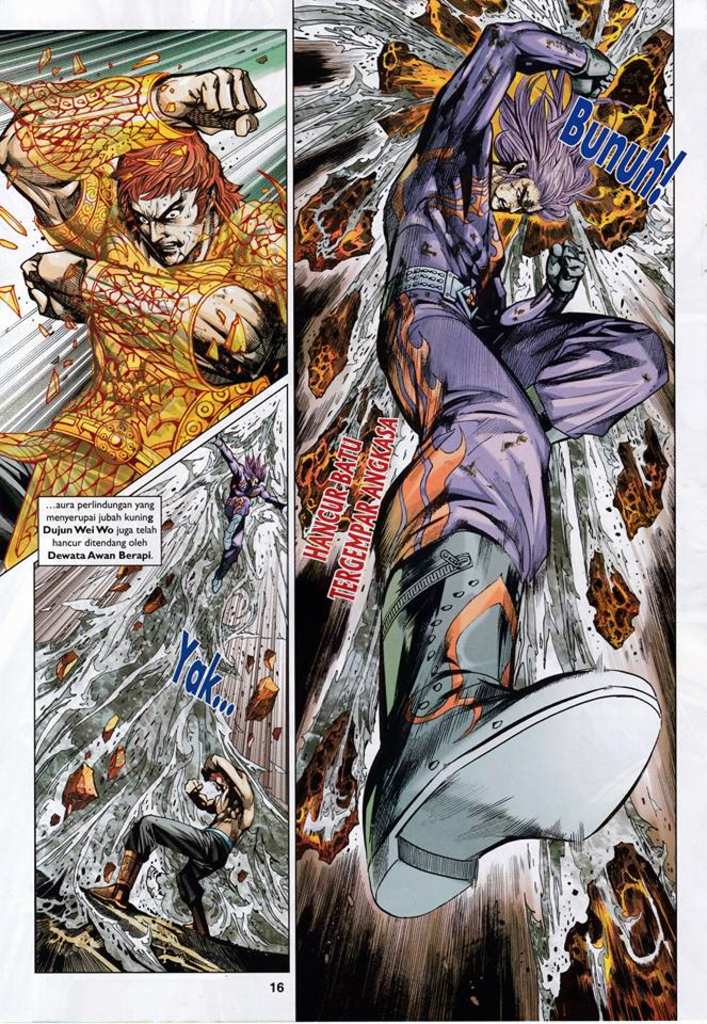 Bunuh!
HANCUR BATU
TERGEMPAR ANGKASA
...aura perlindungan yang
menyerupai jubah kuning
Dujun Wei Wo juga telah
hancur ditendang oleh
Dewata Awan Berapi.
Yak...
16